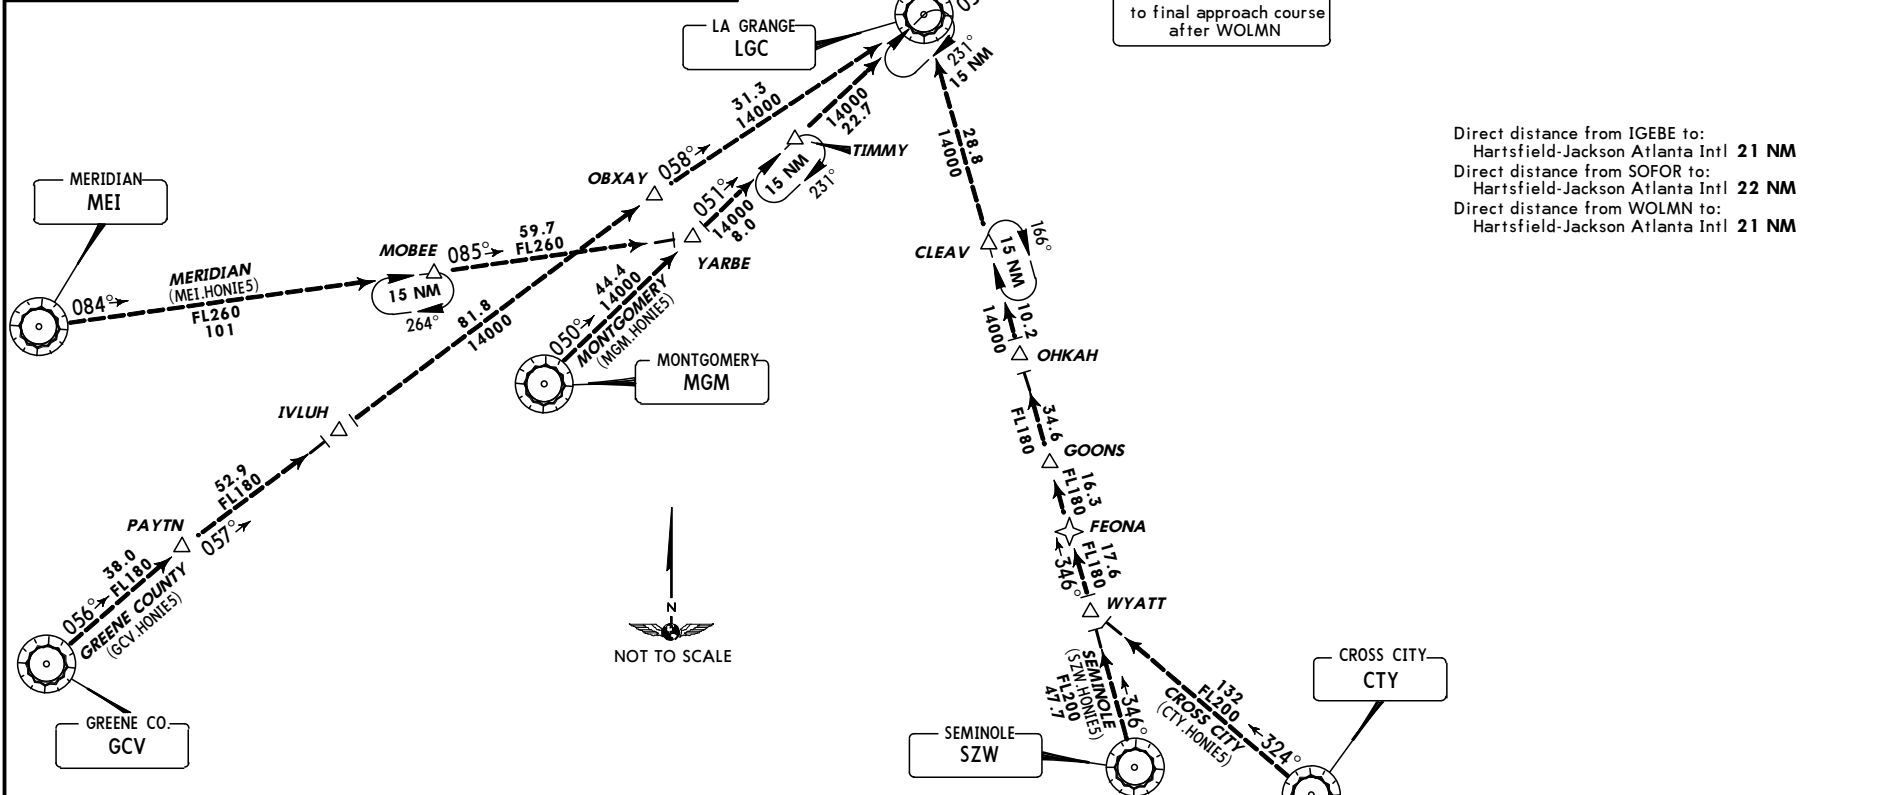 to final approach course
after WOLMN
LA GRANGE
LGC
231°
15 NM
31.3
14000
14000
22.7
TIMMY
15 NM
231°
OBXAY
058°
051°
14000
8.0
YARBE
28.8
14000
Direct distance from IGEBE to:
Hartsfield-Jackson Atlanta Intl 21 NM
Direct distance from SOFOR to:
Hartsfield-Jackson Atlanta Intl 22 NM
Direct distance from WOLMN to:
Hartsfield-Jackson Atlanta Intl 21 NM
MERIDIAN
MEI
084°
MERIDIAN
(MEI.HONIE5)
FL260
101
MOBEE
15 NM
264°
085°
59.7
FL260
81.8
14000
44.4
14000
050°
MONTGOMERY
(MGM.HONIE5)
MONTGOMERY
MGM
CLEAV
15 NM
166°
10.2
14000
OHKAH
34.6
FL180
GOONS
16.3
FL180
FEONA
17.6
FL180
346°
WYATT
IVLUH
52.9
FL180
057°
PAYTN
38.0
FL180
056°
GREENE COUNTY
(GCV.HONIE5)
GREENE CO.
GCV
N
NOT TO SCALE
SEMINOLE
(SZW.HONIE5)
FL200
47.7
346°
SEMINOLE
SZW
132
FL200
CROSS CITY
(CTY.HONIE5)
324°
CROSS CITY
CTY